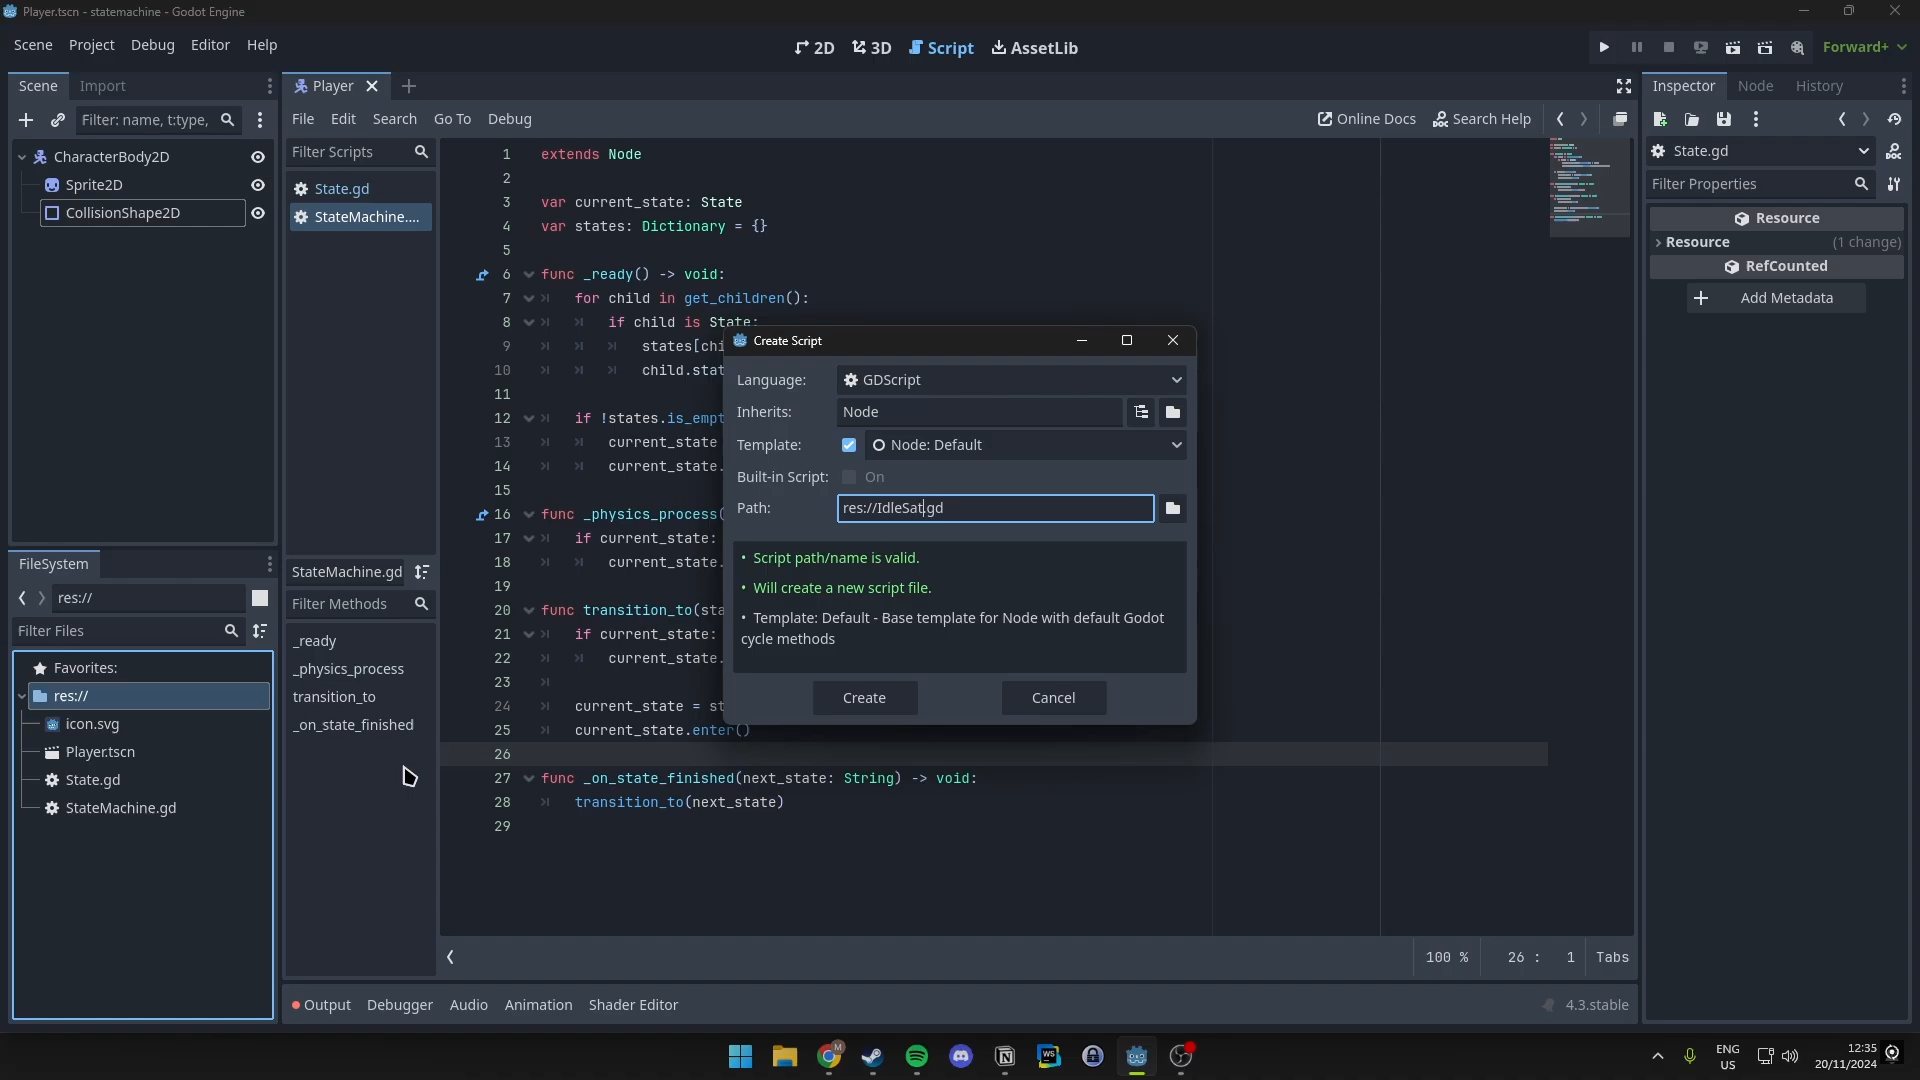 Player.tscn - statemachine - Godot Engine
Scene Project Debug Editor Help
2D 3D Script AssetLib
Forward+
Scene Import
Filter: name, t:type,
CharacterBody2D
Sprite2D
CollisionShape2D
FileSystem
res://
Filter Files
Favorites:
res://
icon.svg
Player.tscn
State.gd
StateMachine.gd
Player
File Edit Search Go To Debug
Online Docs Search Help
Filter Scripts
State.gd
StateMachine....
StateMachine.gd
Filter Methods
_ready
_physics_process
transition_to
_on_state_finished
1 extends Node
2
3 var current_state: State
4 var states: Dictionary = {}
5
6 func _ready() -> void:
7 for child in get_children():
8 if child is State:
9 states[chi
10 child.stat
11
12 if !states.is_empt
13 current_state
14 current_state.
15
16 func _physics_process(
17 if current_state:
18 current_state.
19
20 func transition_to(sta
21 if current_state:
22 current_state.
23
24 current_state = st
25 current_state.enter()
26
27 func _on_state_finished(next_state: String) -> void:
28 transition_to(next_state)
29
Create Script
Language: GDScript
Inherits: Node
Template: Node: Default
Built-in Script: On
Path: res://IdleSat.gd
• Script path/name is valid.
• Will create a new script file.
• Template: Default - Base template for Node with default Godot
cycle methods
Create Cancel
100 % 26 : 1 Tabs
Output Debugger Audio Animation Shader Editor
4.3.stable
Inspector Node History
State.gd
Filter Properties
Resource
Resource (1 change)
RefCounted
Add Metadata
M
WS
ENG
US
12:35
20/11/2024